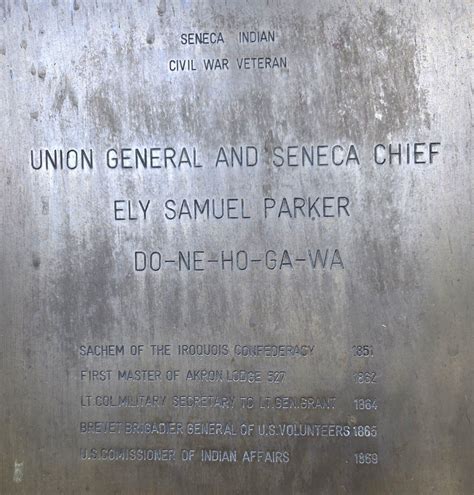 SENECA INDIAN
CIVIL WAR VETERAN
UNION GENERAL AND SENECA CHIEF
ELY SAMUEL PARKER
DO-NE-HO-GA-WA
SACHEM OF THE IROQUOIS CONFEDERACY 1851
FIRST MASTER OF AKRON LODGE 527 1862
LT.COL.MILITARY SECRETARY TO LT.GEN.GRANT 1864
BREVET BRIGADIER GENERAL OF U.S.VOLUNTEERS 1865
U.S.COMISSIONER OF INDIAN AFFAIRS 1869